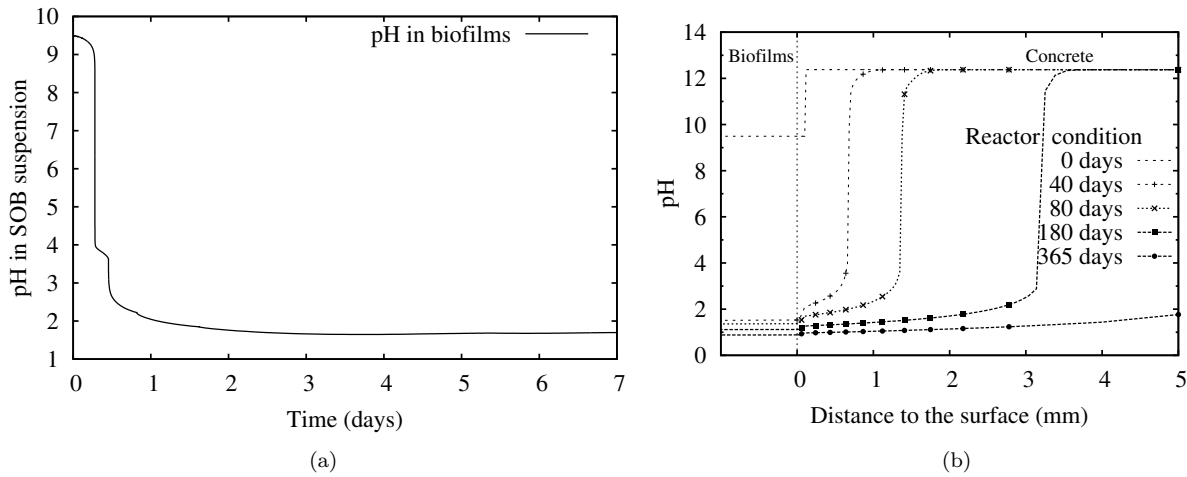 10
9
8
7
6
5
4
3
2
1
pH in SOB suspension
pH in biofilms
0 1 2 3 4 5 6 7
Time (days)
(a)
14
12
10
8
6
4
2
0
pH
Biofilms
Concrete
Reactor condition
0 days
40 days
80 days
180 days
365 days
0 1 2 3 4 5
Distance to the surface (mm)
(b)